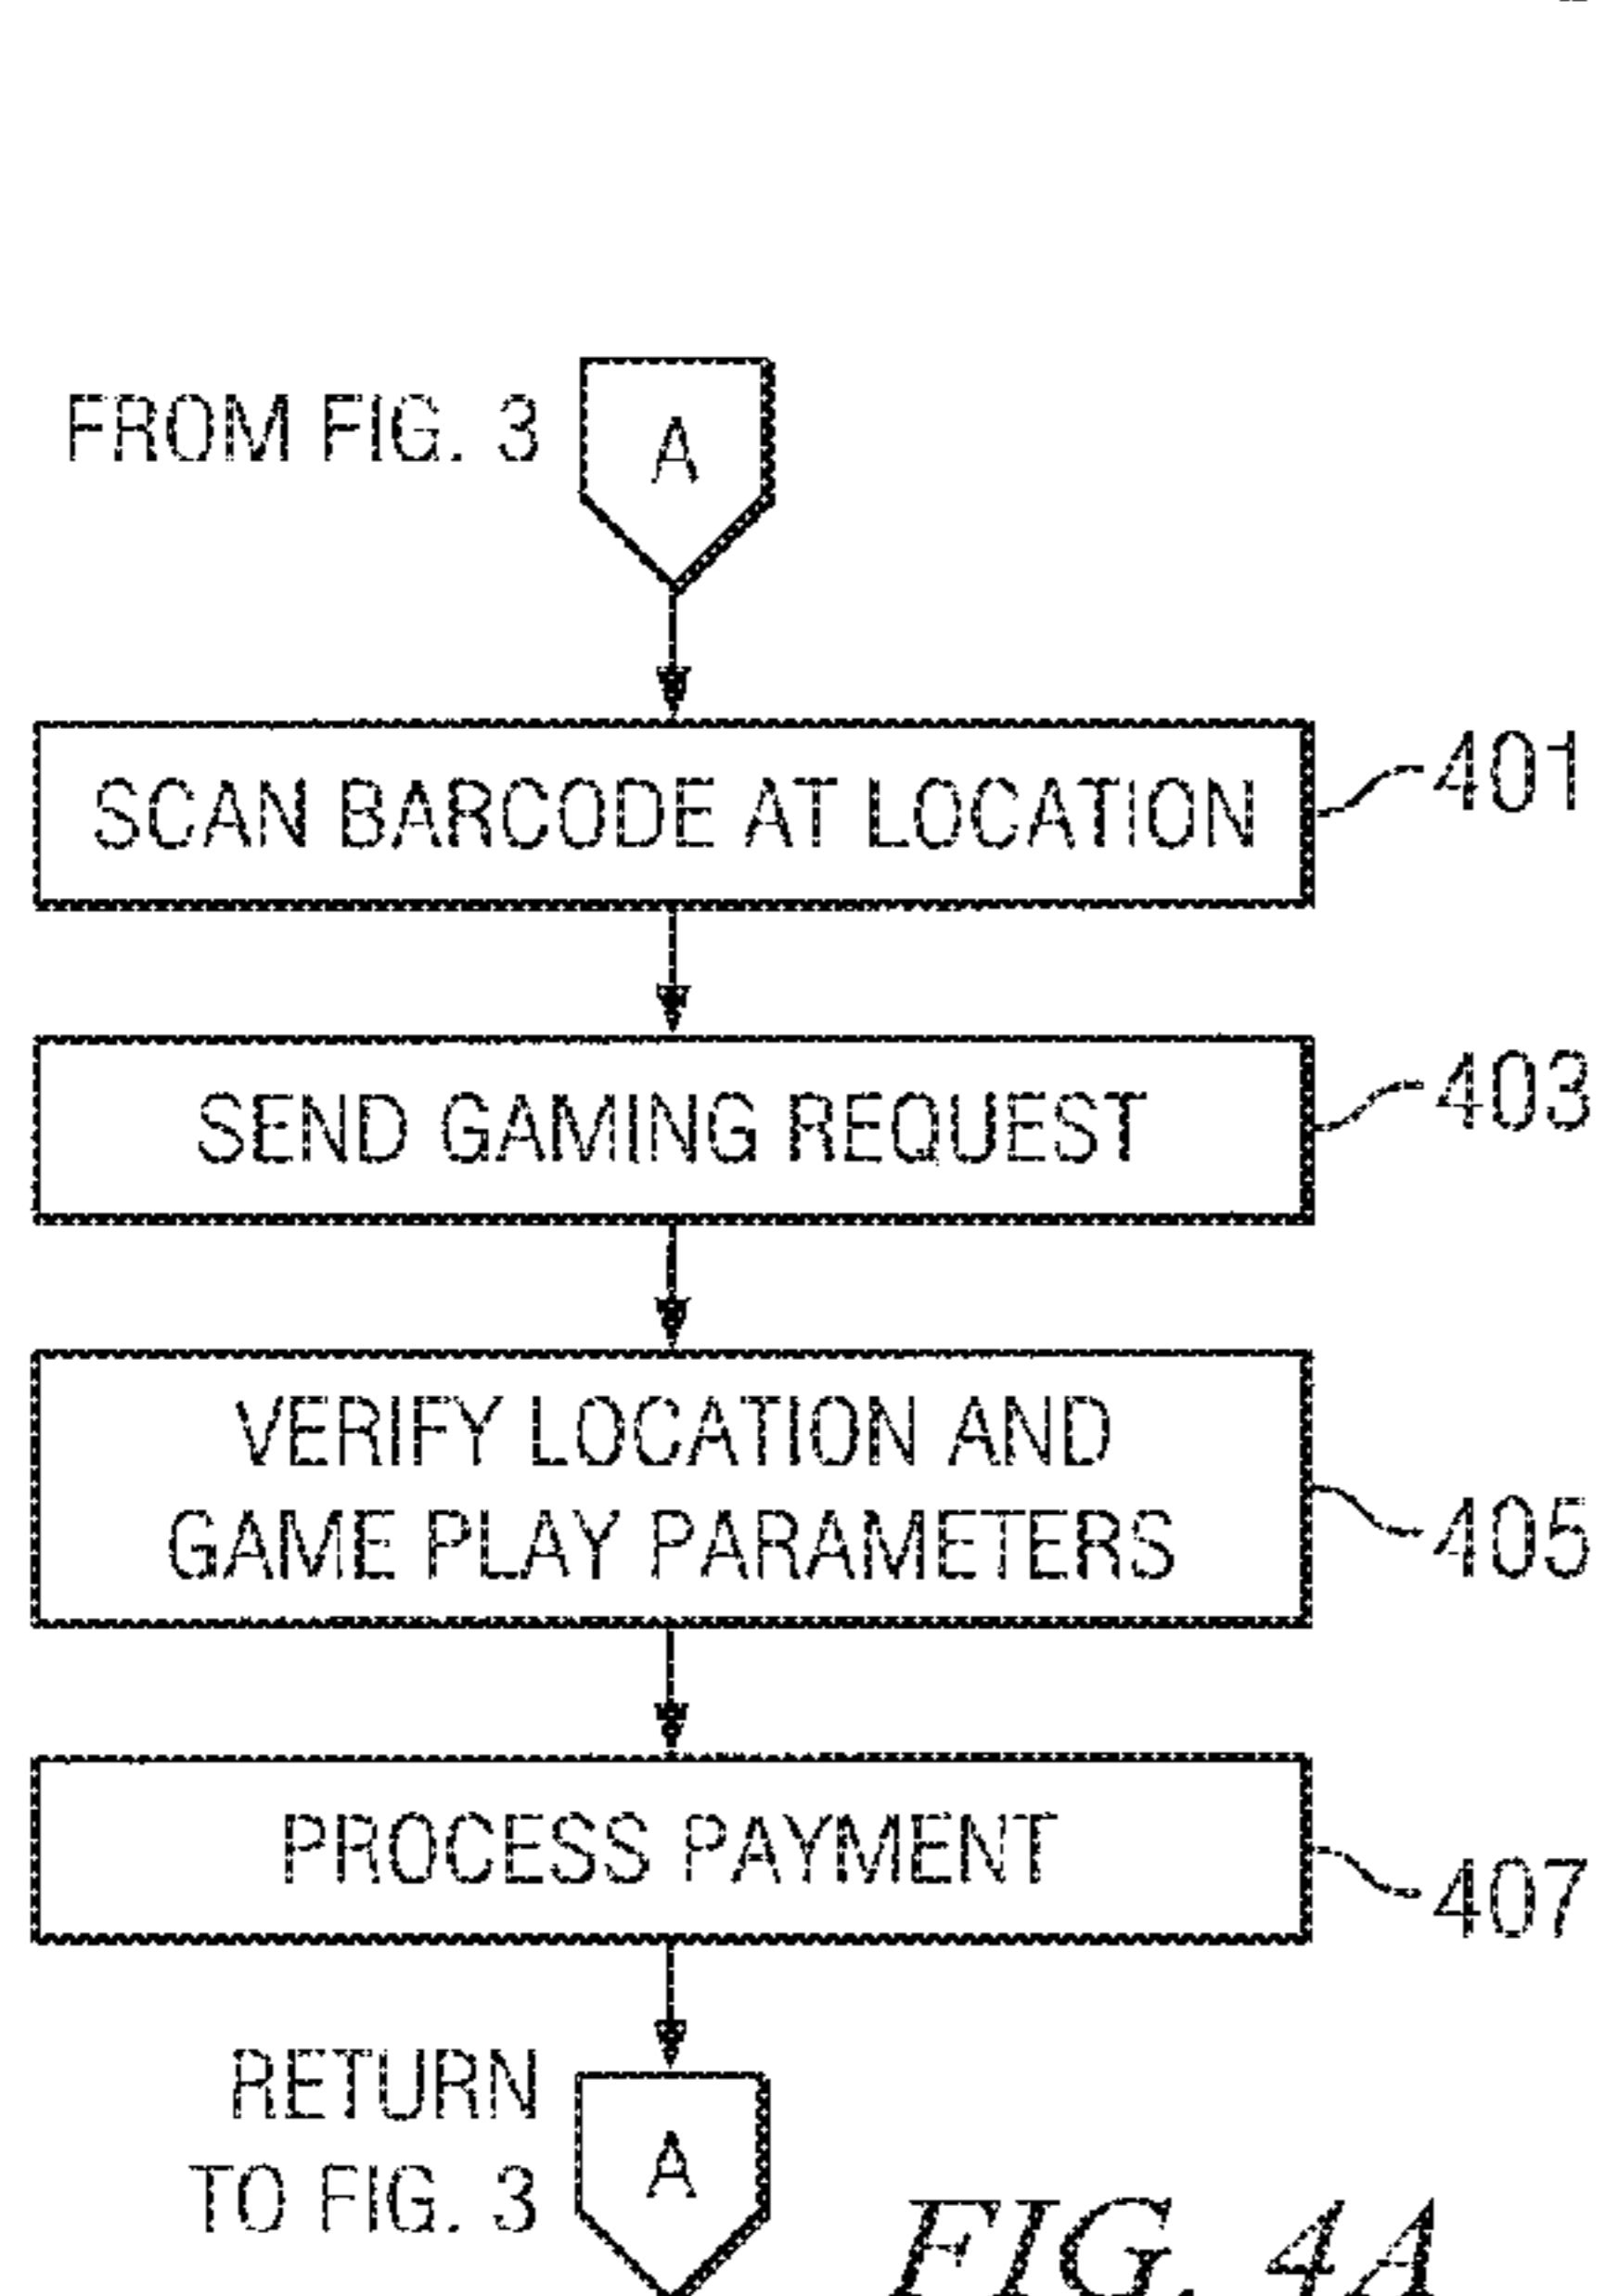 FROM FIG. 3
A
SCAN BARCODE AT LOCATION
401
SEND GAMING REQUEST
403
VERIFY LOCATION AND
GAME PLAY PARAMETERS
405
PROCESS PAYMENT
407
RETURN
TO FIG. 3
A
FIG. 4A